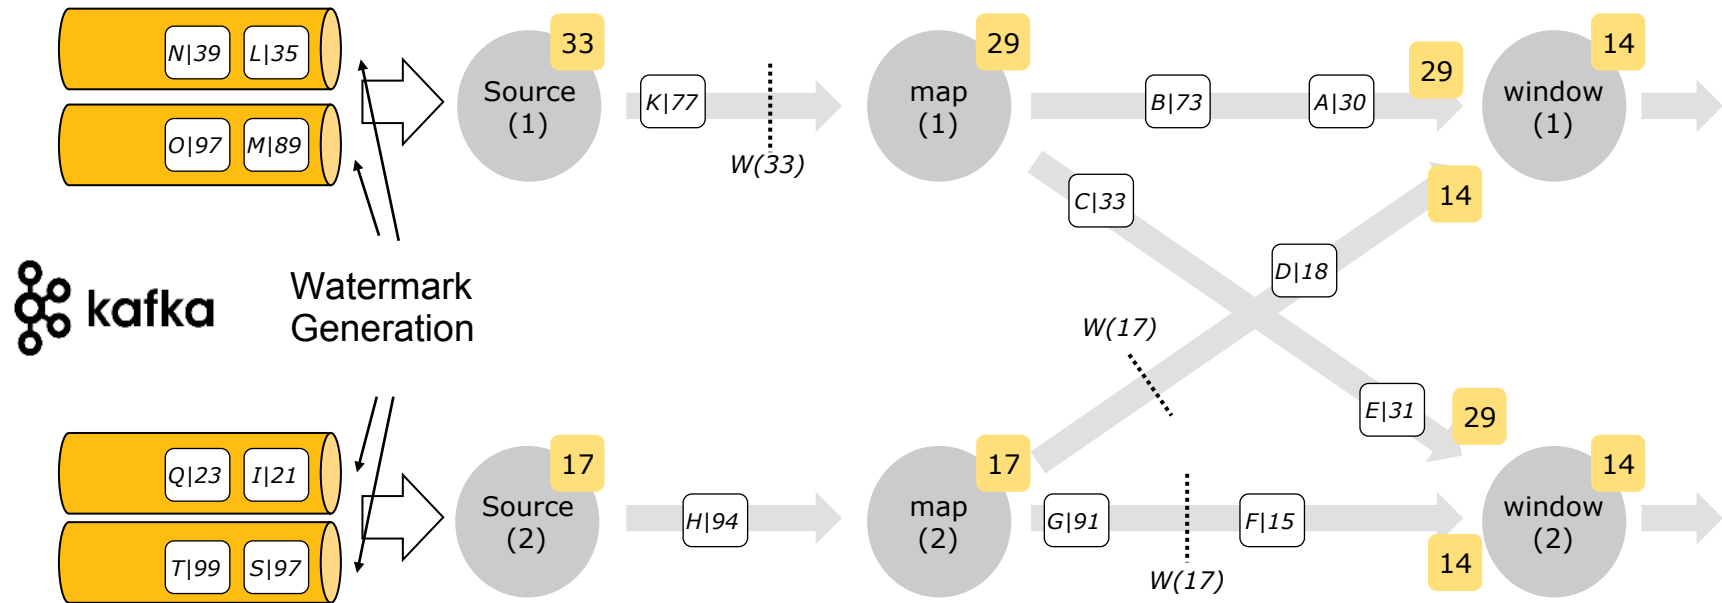 N|39
L|35
O|97
M|89
Source
(1)
33
K|77
W(33)
map
(1)
29
B|73
A|30
29
window
(1)
14
C|33
14
D|18
kafka
Watermark
Generation
W(17)
E|31
29
Q|23
I|21
T|99
S|97
Source
(2)
17
H|94
map
(2)
17
G|91
W(17)
F|15
14
window
(2)
14